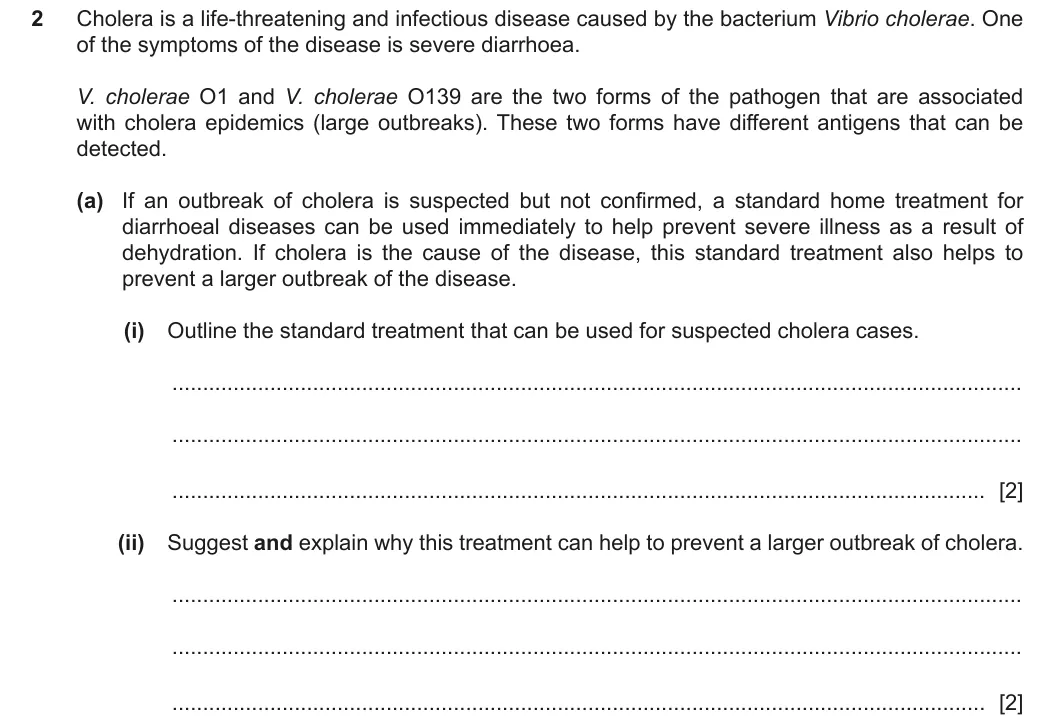 2 Cholera is a life-threatening and infectious disease caused by the bacterium Vibrio cholerae. One
of the symptoms of the disease is severe diarrhoea.
V. cholerae O1 and V. cholerae O139 are the two forms of the pathogen that are associated
with cholera epidemics (large outbreaks). These two forms have different antigens that can be
detected.
(a) If an outbreak of cholera is suspected but not confirmed, a standard home treatment for
diarrhoeal diseases can be used immediately to help prevent severe illness as a result of
dehydration. If cholera is the cause of the disease, this standard treatment also helps to
prevent a larger outbreak of the disease.
(i) Outline the standard treatment that can be used for suspected cholera cases.
[2]
(ii) Suggest and explain why this treatment can help to prevent a larger outbreak of cholera.
[2]